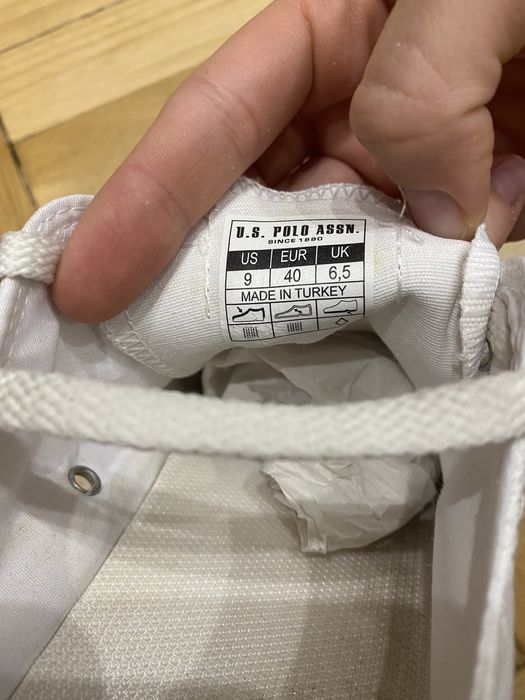 U.S. POLO ASSN.
SINCE 1890
US EUR UK
9 40 6,5
MADE IN TURKEY